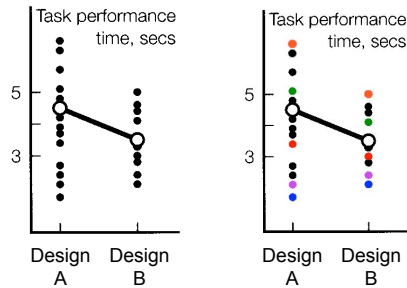 Task performance
time, secs
5
3
Design
A
Design
B
Task performance
time, secs
5
3
Design
A
Design
B